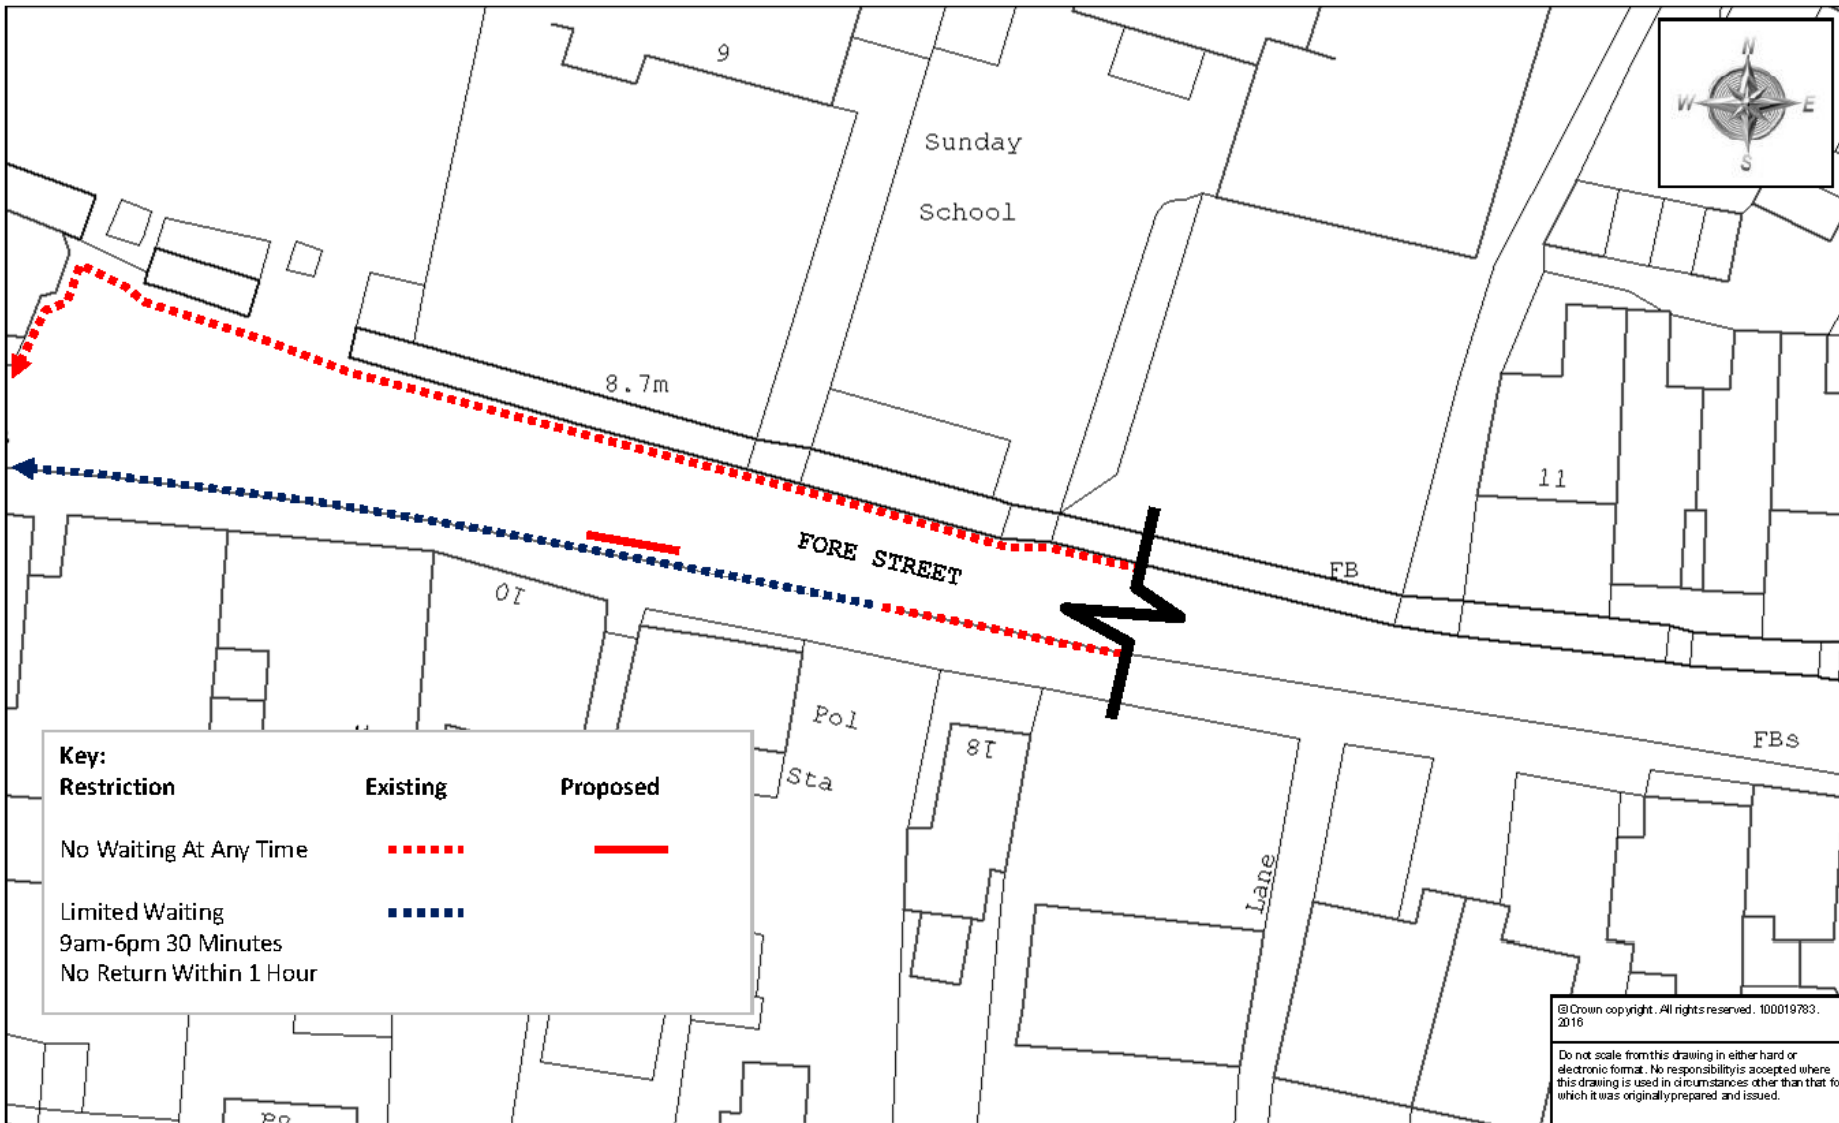 9
N
W E
S
Sunday
School
8.7m
11
FORE STREET
FB
10
Pol
Sta
18
FBs
Lane
Key:
Restriction Existing Proposed
No Waiting At Any Time
Limited Waiting
9am-6pm 30 Minutes
No Return Within 1 Hour
© Crown copyright. All rights reserved. 100019783.
2016
Do not scale from this drawing in either hard or
electronic format. No responsibility is accepted where
this drawing is used in circumstances other than that fo
which it was originally prepared and issued.